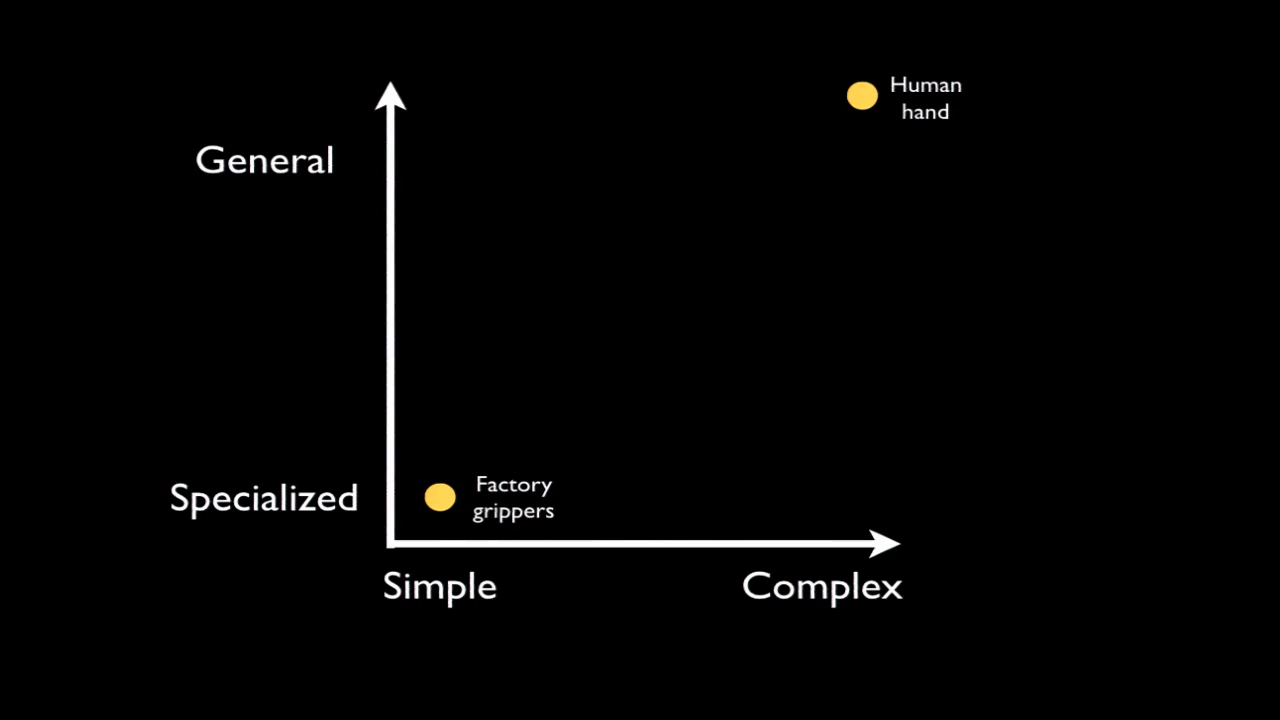 Human
hand
General
Factory
grippers
Specialized
Simple
Complex